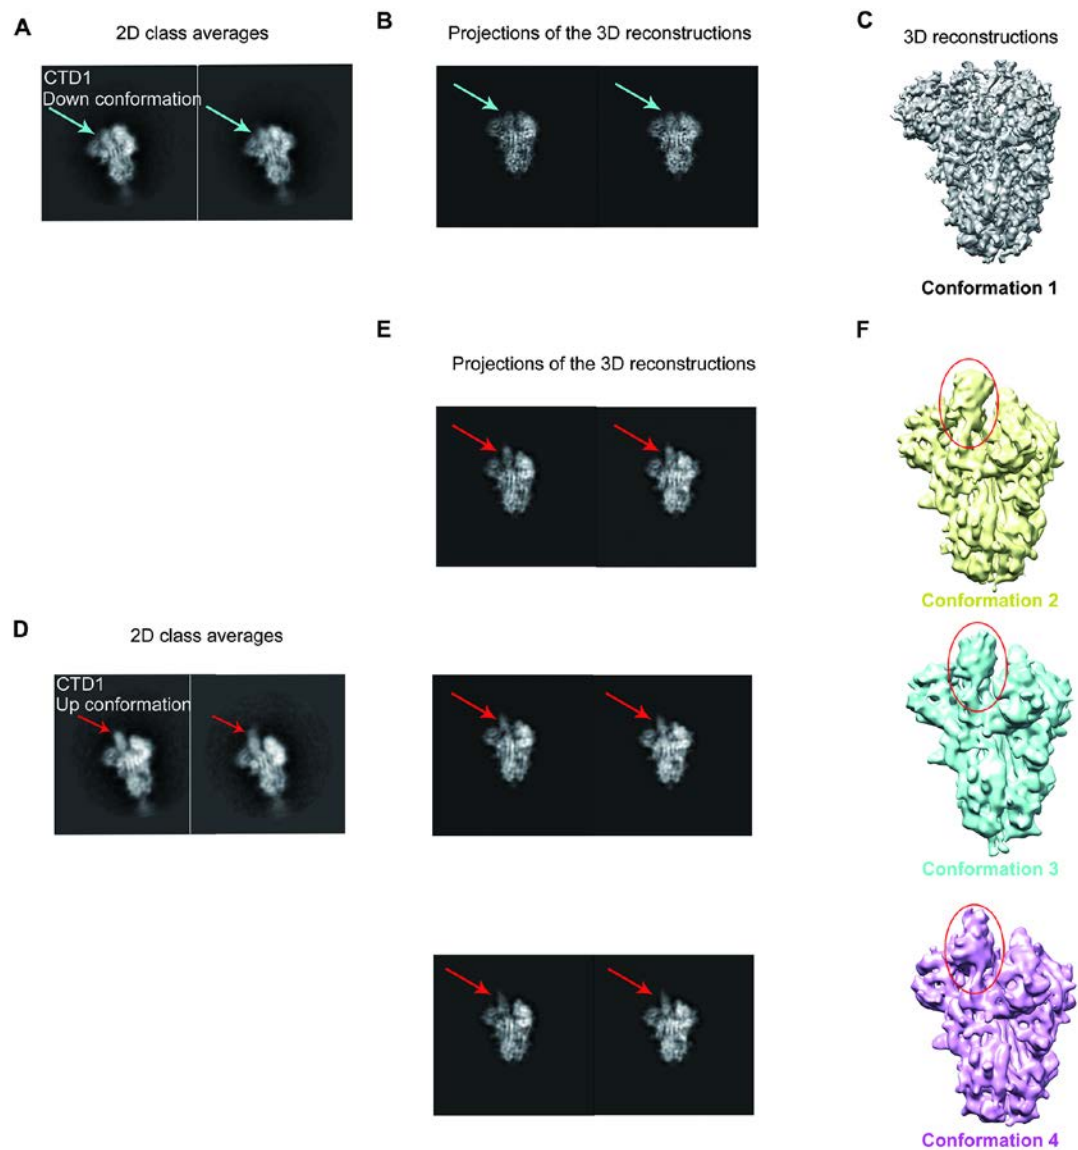 A
2D class averages
CTD1
Down conformation
B
Projections of the 3D reconstructions
C
3D reconstructions
Conformation 1
E
Projections of the 3D reconstructions
F
Conformation 2
D
2D class averages
CTD1
Up conformation
Conformation 3
Conformation 4